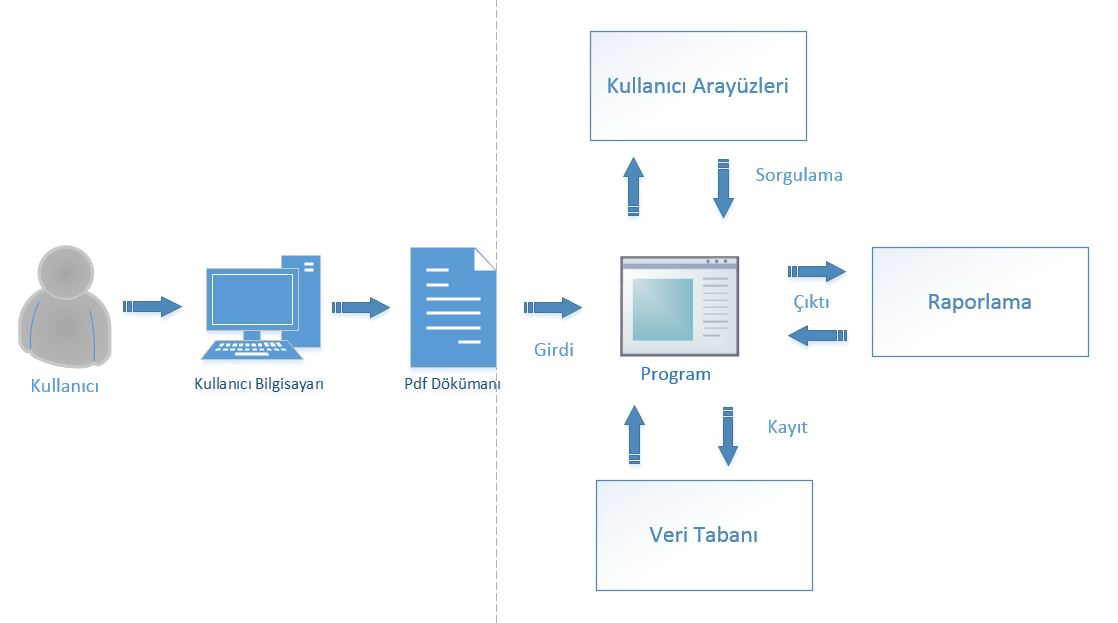 Kullanıcı Arayüzleri
Sorgulama
Kullanıcı
Kullanıcı Bilgisayarı
Pdf Dökümanı
Girdi
Program
Çıktı
Raporlama
Kayıt
Veri Tabanı